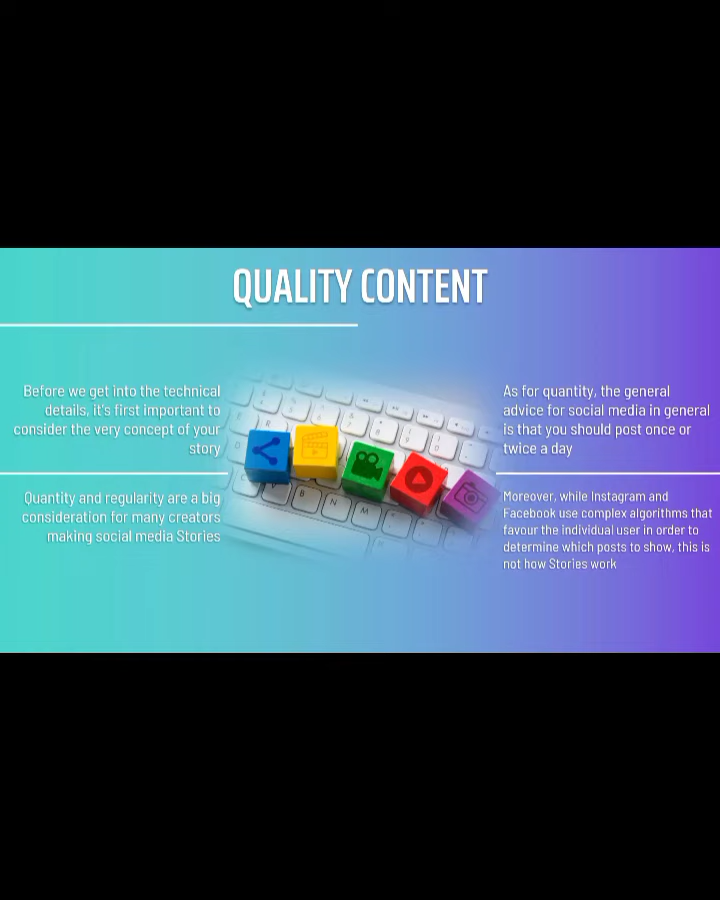 QUALITY CONTENT
Before we get into the technical
details, it's first important to
consider the very concept of your
story
Quantity and regularity are a big
consideration for many creators
making social media Stories
As for quantity, the general
advice for social media in general
is that you should post once or
twice a day
Moreover, while Instagram and
Facebook use complex algorithms that
favour the individual user in order to
determine which posts to show, this is
not how Stories work